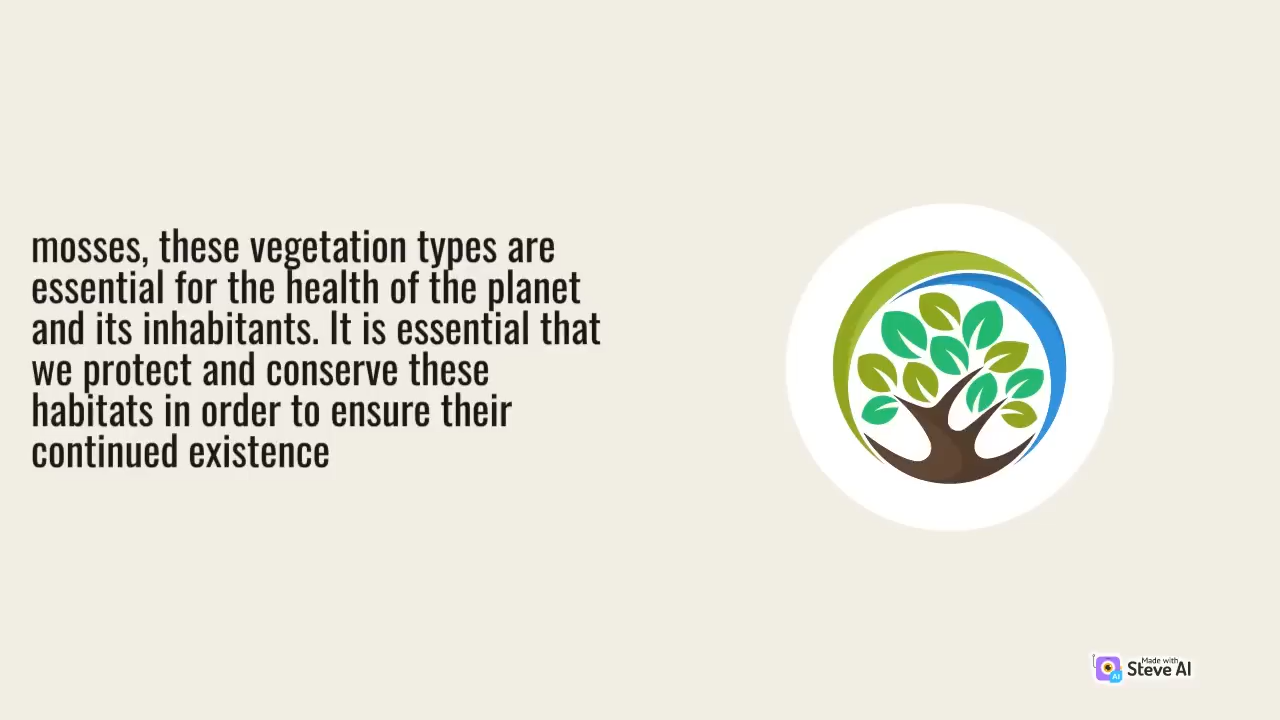 mosses, these vegetation types are
essential for the health of the planet
and its inhabitants. It is essential that
we protect and conserve these
habitats in order to ensure their
continued existence
Made with
Steve AI
AI